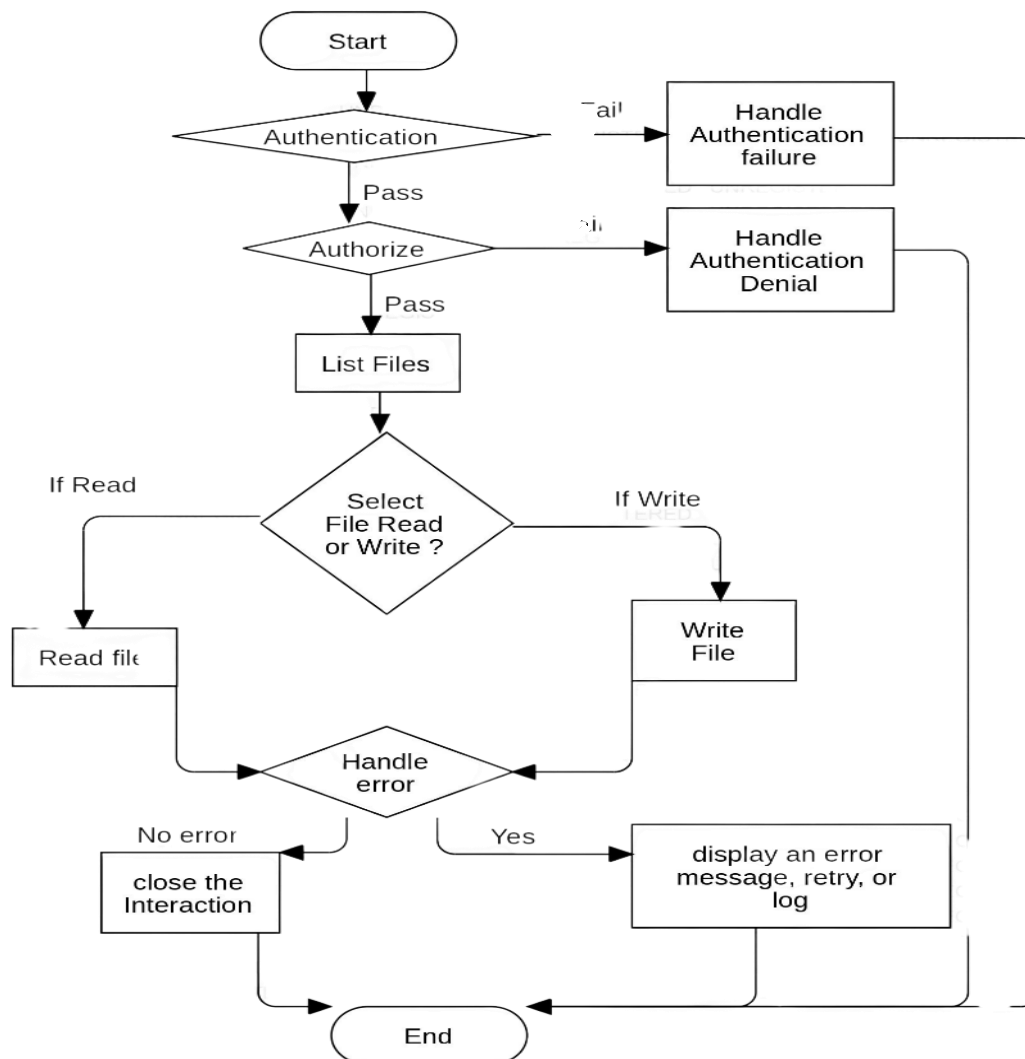 Start
Authentication
Handle
Authentication
failure
Pass
Authorize
Handle
Authentication
Denial
Pass
List Files
If Read
If Write
Select
File Read
or Write ?
Write
File
Read file
Handle
error
No error
Yes
close the
Interaction
display an error
message, retry, or
log
End